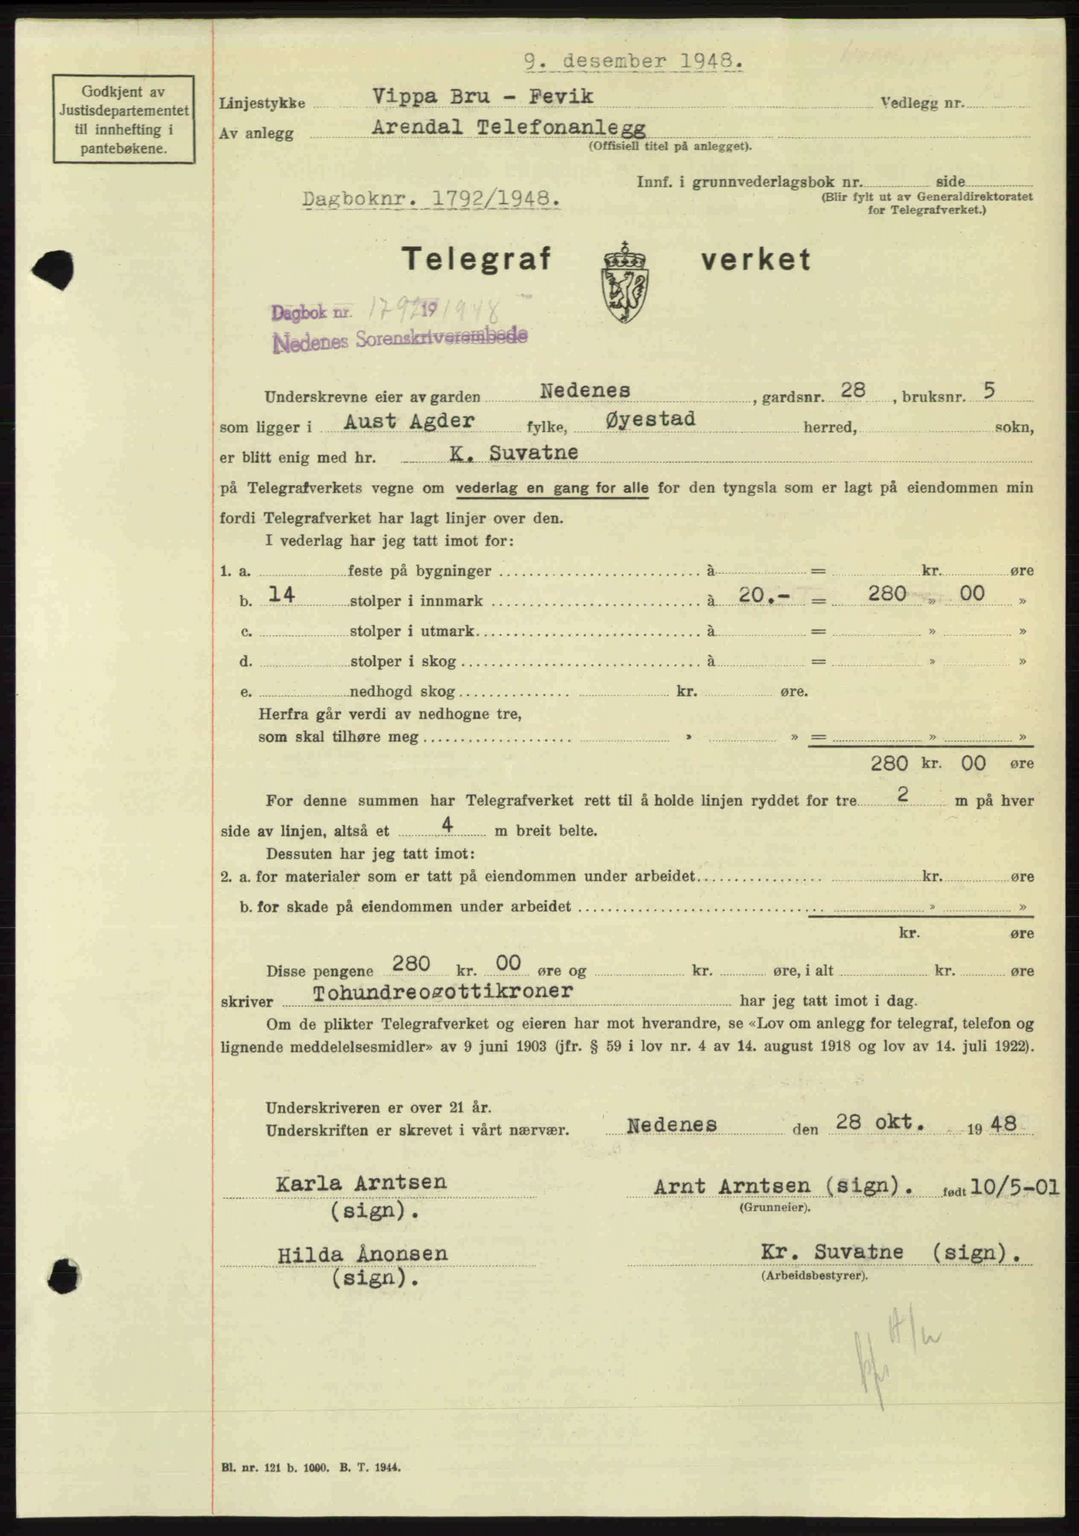 9. desember 1948.
Godkjent av
Justisdepartementet
til innhefting i
pantebøkene.
Linjestykke Vippa Bru - Fevik Vedlegg nr.
Av anlegg Arendal Telefonanlegg
(Offisiell titel på anlegget).
Innf. i grunnvederlagsbok nr. side
(Blir fylt ut av Generaldirektoratet
for Telegrafverket.)
Dagboknr. 1792/1948.
Telegraf verket
Dagbok nr. 1792 19 1948
Nedenes Sorenskriverembede
Underskrevne eier av garden Nedenes , gardsnr. 28 , bruksnr. 5
som ligger i Aust Agder fylke, Øyestad herred, sokn,
er blitt enig med hr. K. Suvatne
på Telegrafverkets vegne om vederlag en gang for alle for den tyngsla som er lagt på eiendommen min
fordi Telegrafverket har lagt linjer over den.
I vederlag har jeg tatt imot for:
1. a. feste på bygninger à = kr. øre
b. 14 stolper i innmark à 20.- = 280 » 00 »
c. stolper i utmark à = » »
d. stolper i skog à = » »
e. nedhogd skog kr. øre.
Herfra går verdi av nedhogne tre,
som skal tilhøre meg » » = » »
280 kr. 00 øre
For denne summen har Telegrafverket rett til å holde linjen ryddet for tre 2 m på hver
side av linjen, altså et 4 m breit belte.
Dessuten har jeg tatt imot:
2. a. for materialer som er tatt på eiendommen under arbeidet kr. øre
b. for skade på eiendommen under arbeidet » »
kr. øre
Disse pengene 280 kr. 00 øre og kr. øre, i alt kr. øre
skriver Tohundreogottikroner har jeg tatt imot i dag.
Om de plikter Telegrafverket og eieren har mot hverandre, se «Lov om anlegg for telegraf, telefon og
lignende meddelelsesmidler» av 9 juni 1903 (jfr. § 59 i lov nr. 4 av 14. august 1918 og lov av 14. juli 1922).
Underskriveren er over 21 år.
Underskriften er skrevet i vårt nærvær. Nedenes den 28 okt. 1948
Karla Arntsen Arnt Arntsen (sign). født 10/5-01
(sign). (Grunneier).
Hilda Ånonsen Kr. Suvatne (sign).
(sign). (Arbeidsbestyrer).
Bl. nr. 121 b. 1000. B. T. 1944.